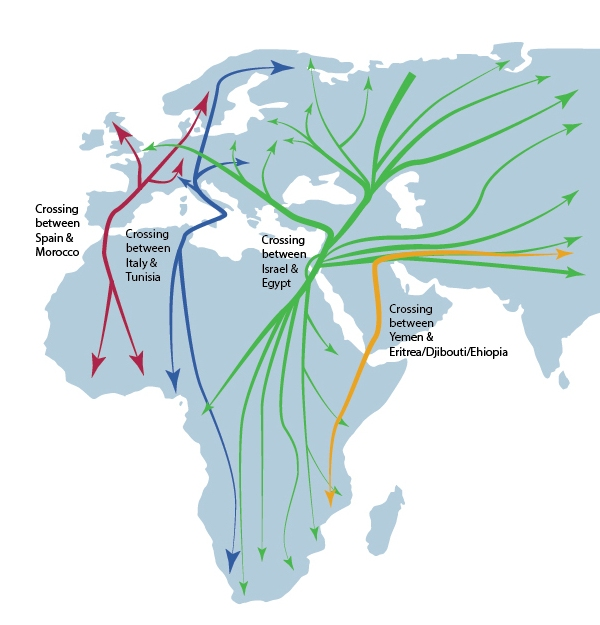 Crossing
between
Spain &
Morocco
Crossing
between
Italy &
Tunisia
Crossing
between
Israel &
Egypt
Crossing
between
Yemen &
Eritrea/Djibouti/Ehiopia